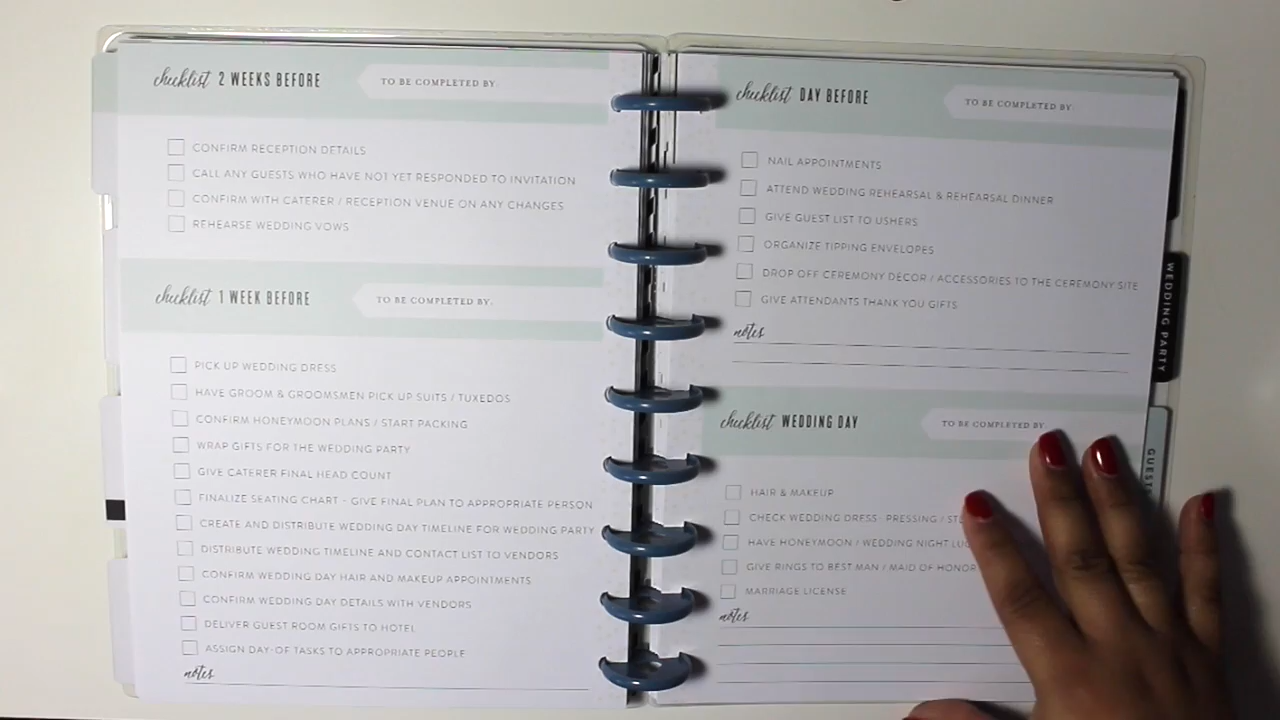 checklist 2 WEEKS BEFORE
TO BE COMPLETED BY:
CONFIRM RECEPTION DETAILS
CALL ANY GUESTS WHO HAVE NOT YET RESPONDED TO INVITATION
CONFIRM WITH CATERER / RECEPTION VENUE ON ANY CHANGES
REHEARSE WEDDING VOWS
checklist 1 WEEK BEFORE
TO BE COMPLETED BY:
PICK UP WEDDING DRESS
HAVE GROOM & GROOMSMEN PICK UP SUITS / TUXEDOS
CONFIRM HONEYMOON PLANS / START PACKING
WRAP GIFTS FOR THE WEDDING PARTY
GIVE CATERER FINAL HEAD COUNT
FINALIZE SEATING CHART - GIVE FINAL PLAN TO APPROPRIATE PERSON
CREATE AND DISTRIBUTE WEDDING DAY TIMELINE FOR WEDDING PARTY
DISTRIBUTE WEDDING TIMELINE AND CONTACT LIST TO VENDORS
CONFIRM WEDDING DAY HAIR AND MAKEUP APPOINTMENTS
CONFIRM WEDDING DAY DETAILS WITH VENDORS
DELIVER GUEST ROOM GIFTS TO HOTEL
ASSIGN DAY-OF TASKS TO APPROPRIATE PEOPLE
notes
checklist DAY BEFORE
TO BE COMPLETED BY:
NAIL APPOINTMENTS
ATTEND WEDDING REHEARSAL & REHEARSAL DINNER
GIVE GUEST LIST TO USHERS
ORGANIZE TIPPING ENVELOPES
DROP OFF CEREMONY DÉCOR / ACCESSORIES TO THE CEREMONY SITE
GIVE ATTENDANTS THANK YOU GIFTS
notes
checklist WEDDING DAY
TO BE COMPLETED BY:
HAIR & MAKEUP
CHECK WEDDING DRESS- PRESSING /
HAVE HONEYMOON / WEDDING NIGHT
GIVE RINGS TO BEST MAN / MAID OF HONOR
MARRIAGE LICENSE
notes
WEDDING PARTY
GUESTS